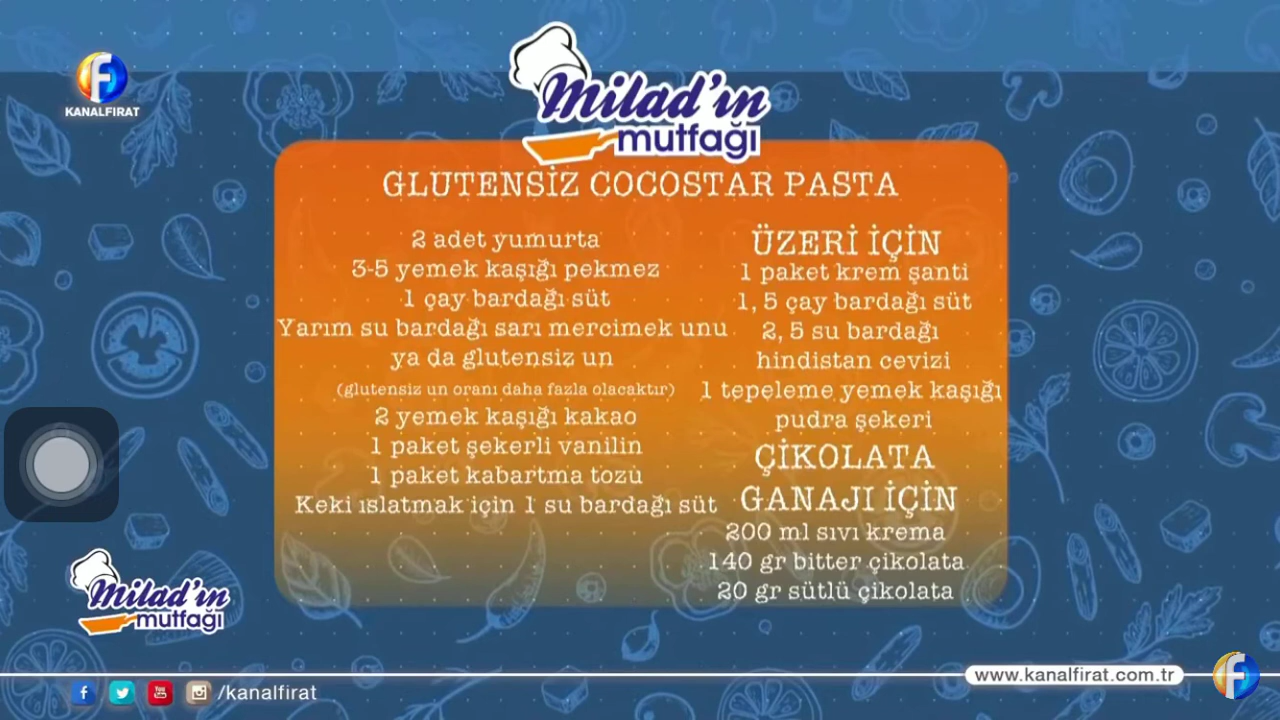 KANALFIRAT
Milad'ın
mutfağı
GLUTENSİZ COCOSTAR PASTA
2 adet yumurta
3-5 yemek kaşığı pekmez
1 çay bardağı süt
Yarım su bardağı sarı mercimek unu
ya da glutensiz un
(glutensiz un oranı daha fazla olacaktır)
2 yemek kaşığı kakao
1 paket şekerli vanilin
1 paket kabartma tozu
Keki ıslatmak için 1 su bardağı süt
ÜZERİ İÇİN
1 paket krem şanti
1, 5 çay bardağı süt
2, 5 su bardağı
hindistan cevizi
1 tepeleme yemek kaşığı
pudra şekeri
ÇİKOLATA
GANAJI İÇİN
200 ml sıvı krema
140 gr bitter çikolata
20 gr sütlü çikolata
Milad'ın
mutfağı
www.kanalfirat.com.tr
/kanalfirat